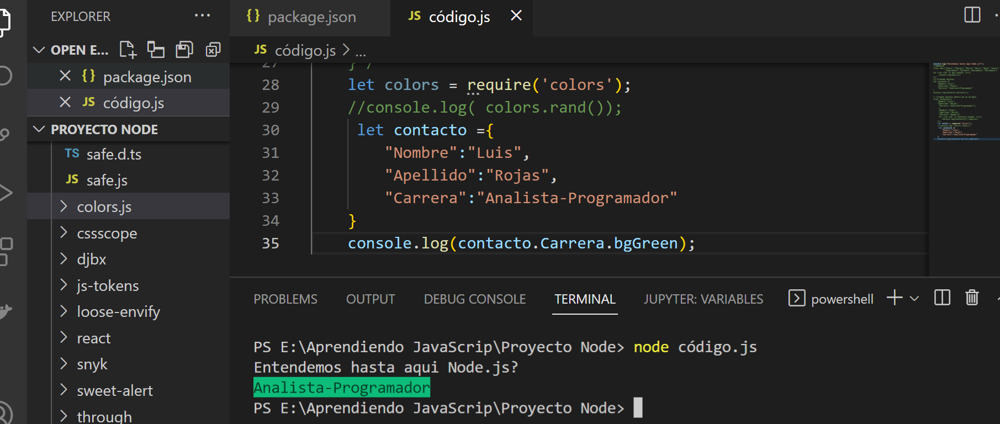 EXPLORER
OPEN E...
package.json
código.js
PROYECTO NODE
TS safe.d.ts
JS safe.js
colors.js
cssscope
djbx
js-tokens
loose-envify
react
snyk
sweet-alert
through
{} package.json
JS código.js
JS código.js > ...
27 } /
28 let colors = require('colors');
29 //console.log( colors.rand());
30 let contacto ={
31 "Nombre":"Luis",
32 "Apellido":"Rojas",
33 "Carrera":"Analista-Programador"
34 }
35 console.log(contacto.Carrera.bgGreen);
PROBLEMS OUTPUT DEBUG CONSOLE TERMINAL JUPYTER: VARIABLES powershell
PS E:\Aprendiendo JavaScrip\Proyecto Node> node código.js
Entendemos hasta aqui Node.js?
Analista-Programador
PS E:\Aprendiendo JavaScrip\Proyecto Node>